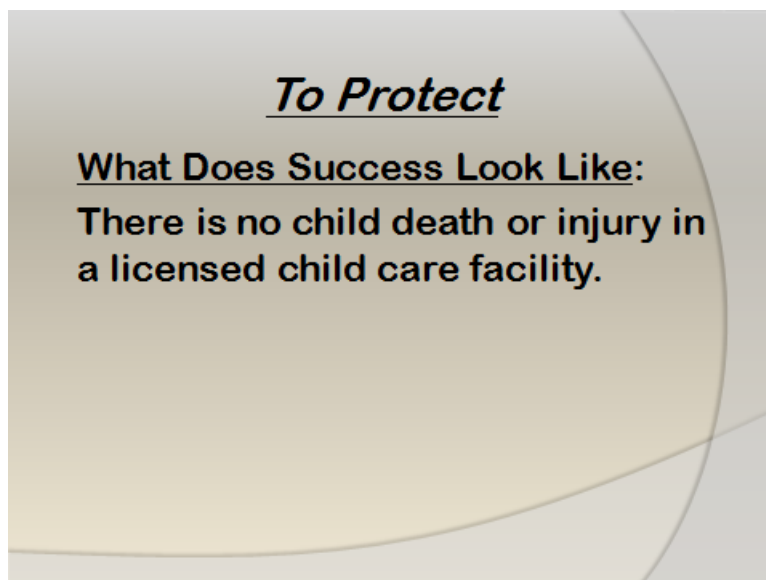 To Protect
What Does Success Look Like:
There is no child death or injury in
a licensed child care facility.